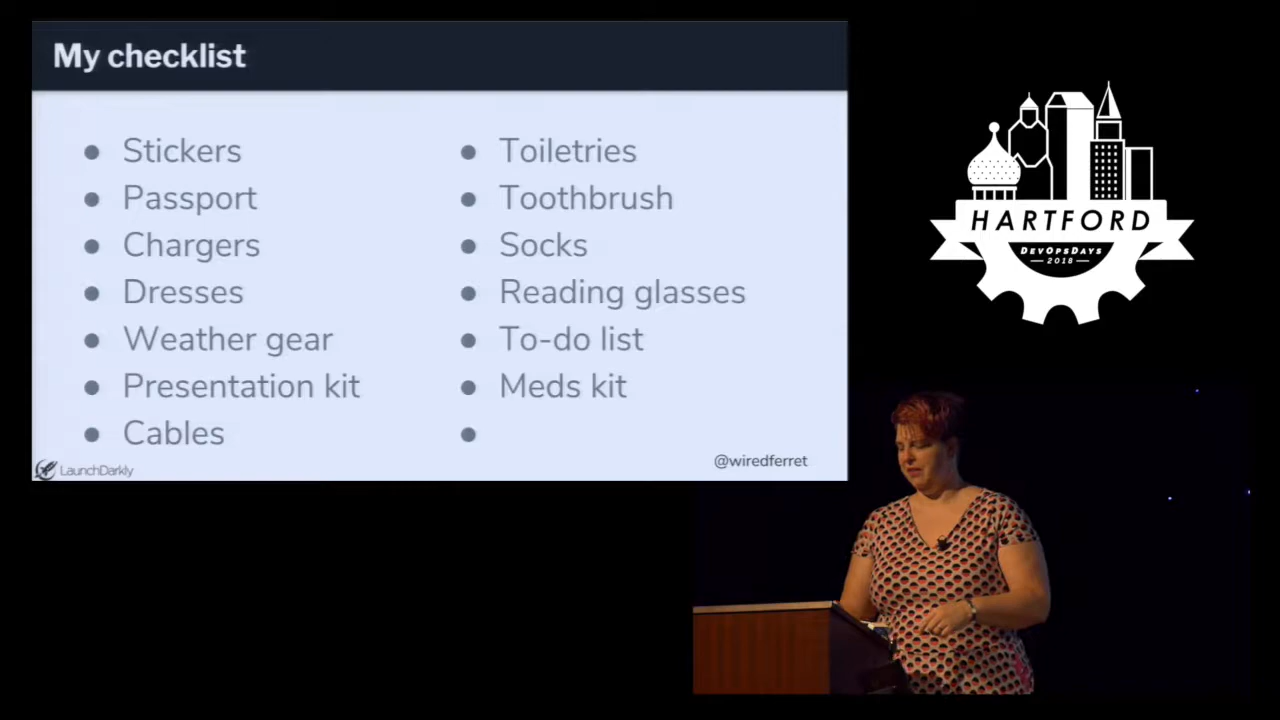 My checklist
Stickers
Passport
Chargers
Dresses
Weather gear
Presentation kit
Cables
Toiletries
Toothbrush
Socks
Reading glasses
To-do list
Meds kit
LaunchDarkly
@wiredferret
HARTFORD
DevOpsDays
2018